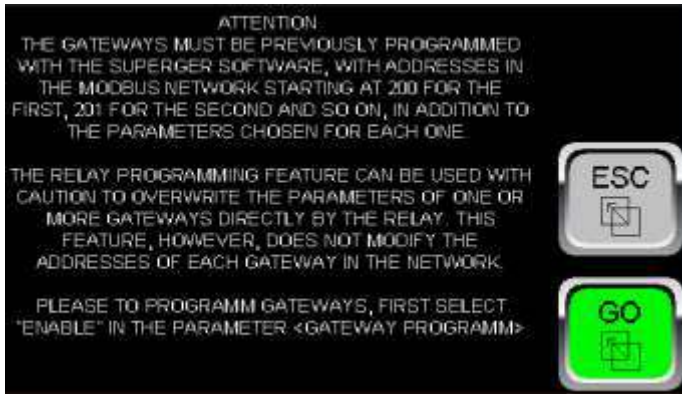 ATTENTION
THE GATEWAYS MUST BE PREVIOUSLY PROGRAMMED
WITH THE SUPERGER SOFTWARE, WITH ADDRESSES IN
THE MODBUS NETWORK STARTING AT 200 FOR THE
FIRST, 201 FOR THE SECOND AND SO ON, IN ADDITION TO
THE PARAMETERS CHOSEN FOR EACH ONE.
THE RELAY PROGRAMMING FEATURE CAN BE USED WITH
CAUTION TO OVERWRITE THE PARAMETERS OF ONE OR
MORE GATEWAYS DIRECTLY BY THE RELAY. THIS
FEATURE, HOWEVER, DOES NOT MODIFY THE
ADDRESSES OF EACH GATEWAY IN THE NETWORK.
PLEASE TO PROGRAMM GATEWAYS, FIRST SELECT
"ENABLE" IN THE PARAMETER <GATEWAY PROGRAMM>
ESC
GO